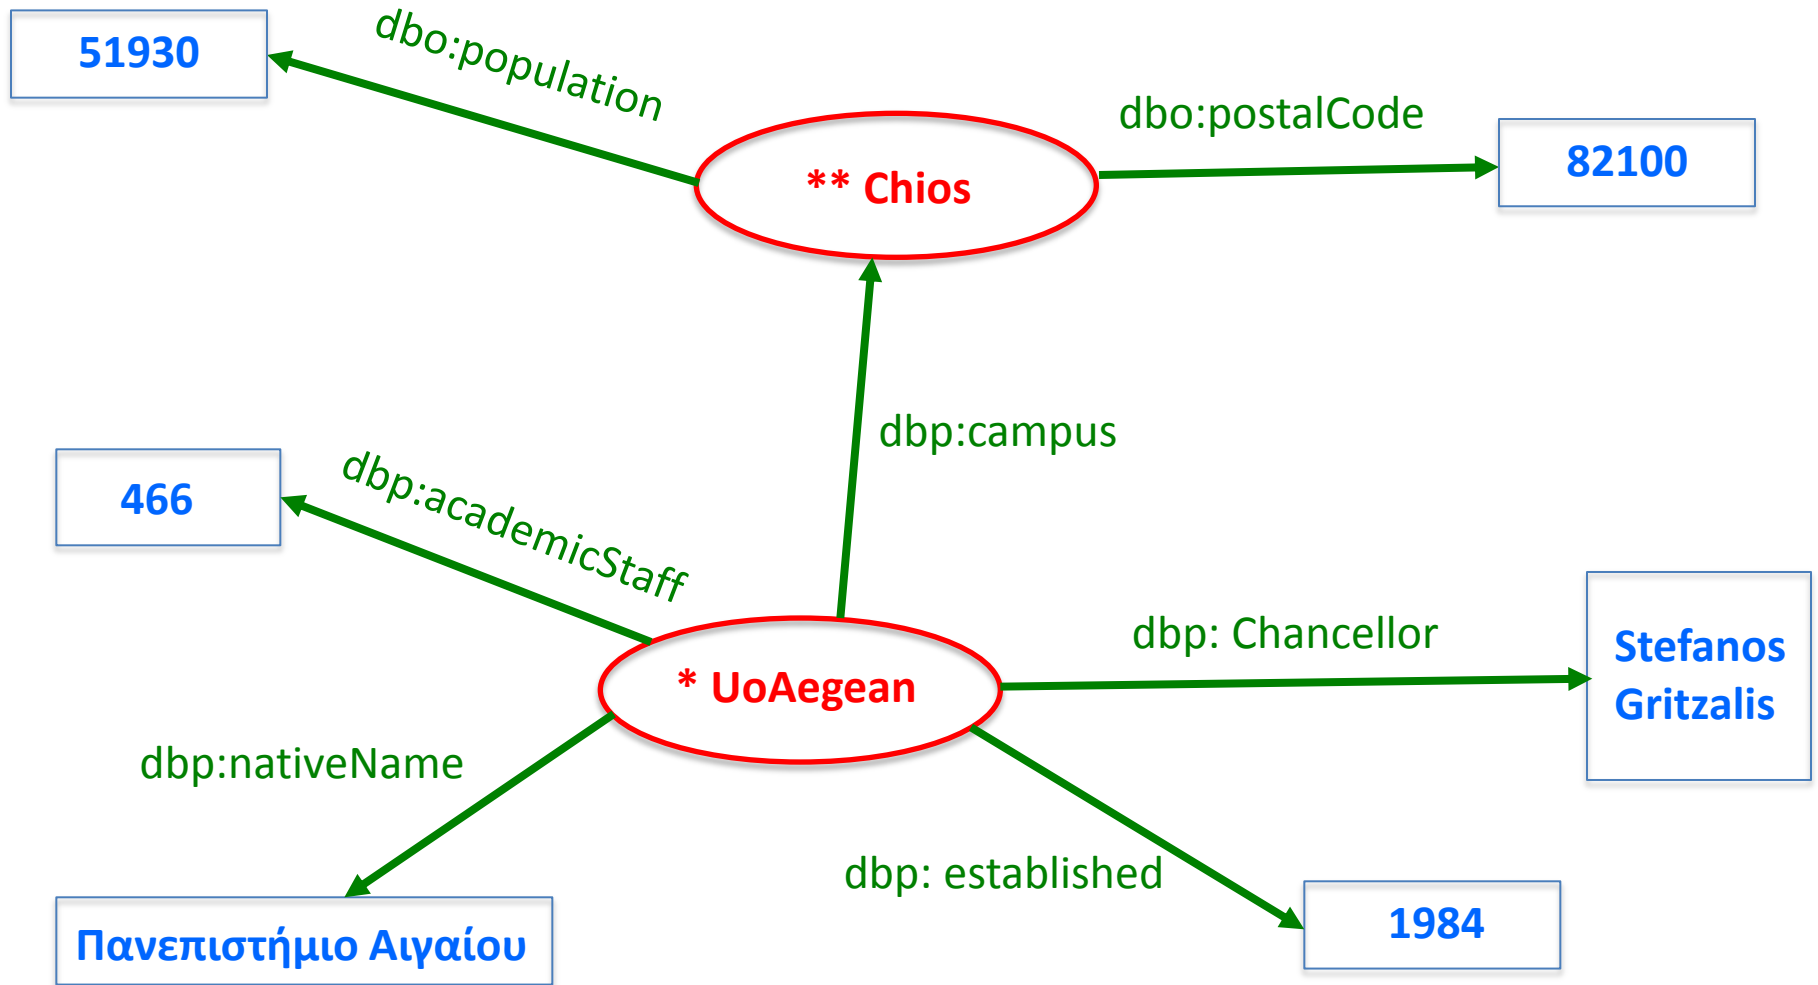 51930
dbo:population
dbo:postalCode
** Chios
82100
dbp:campus
466
dbp:academicStaff
dbp: Chancellor
Stefanos
Gritzalis
* UoAegean
dbp:nativeName
dbp: established
1984
Πανεπιστήμιο Αιγαίου